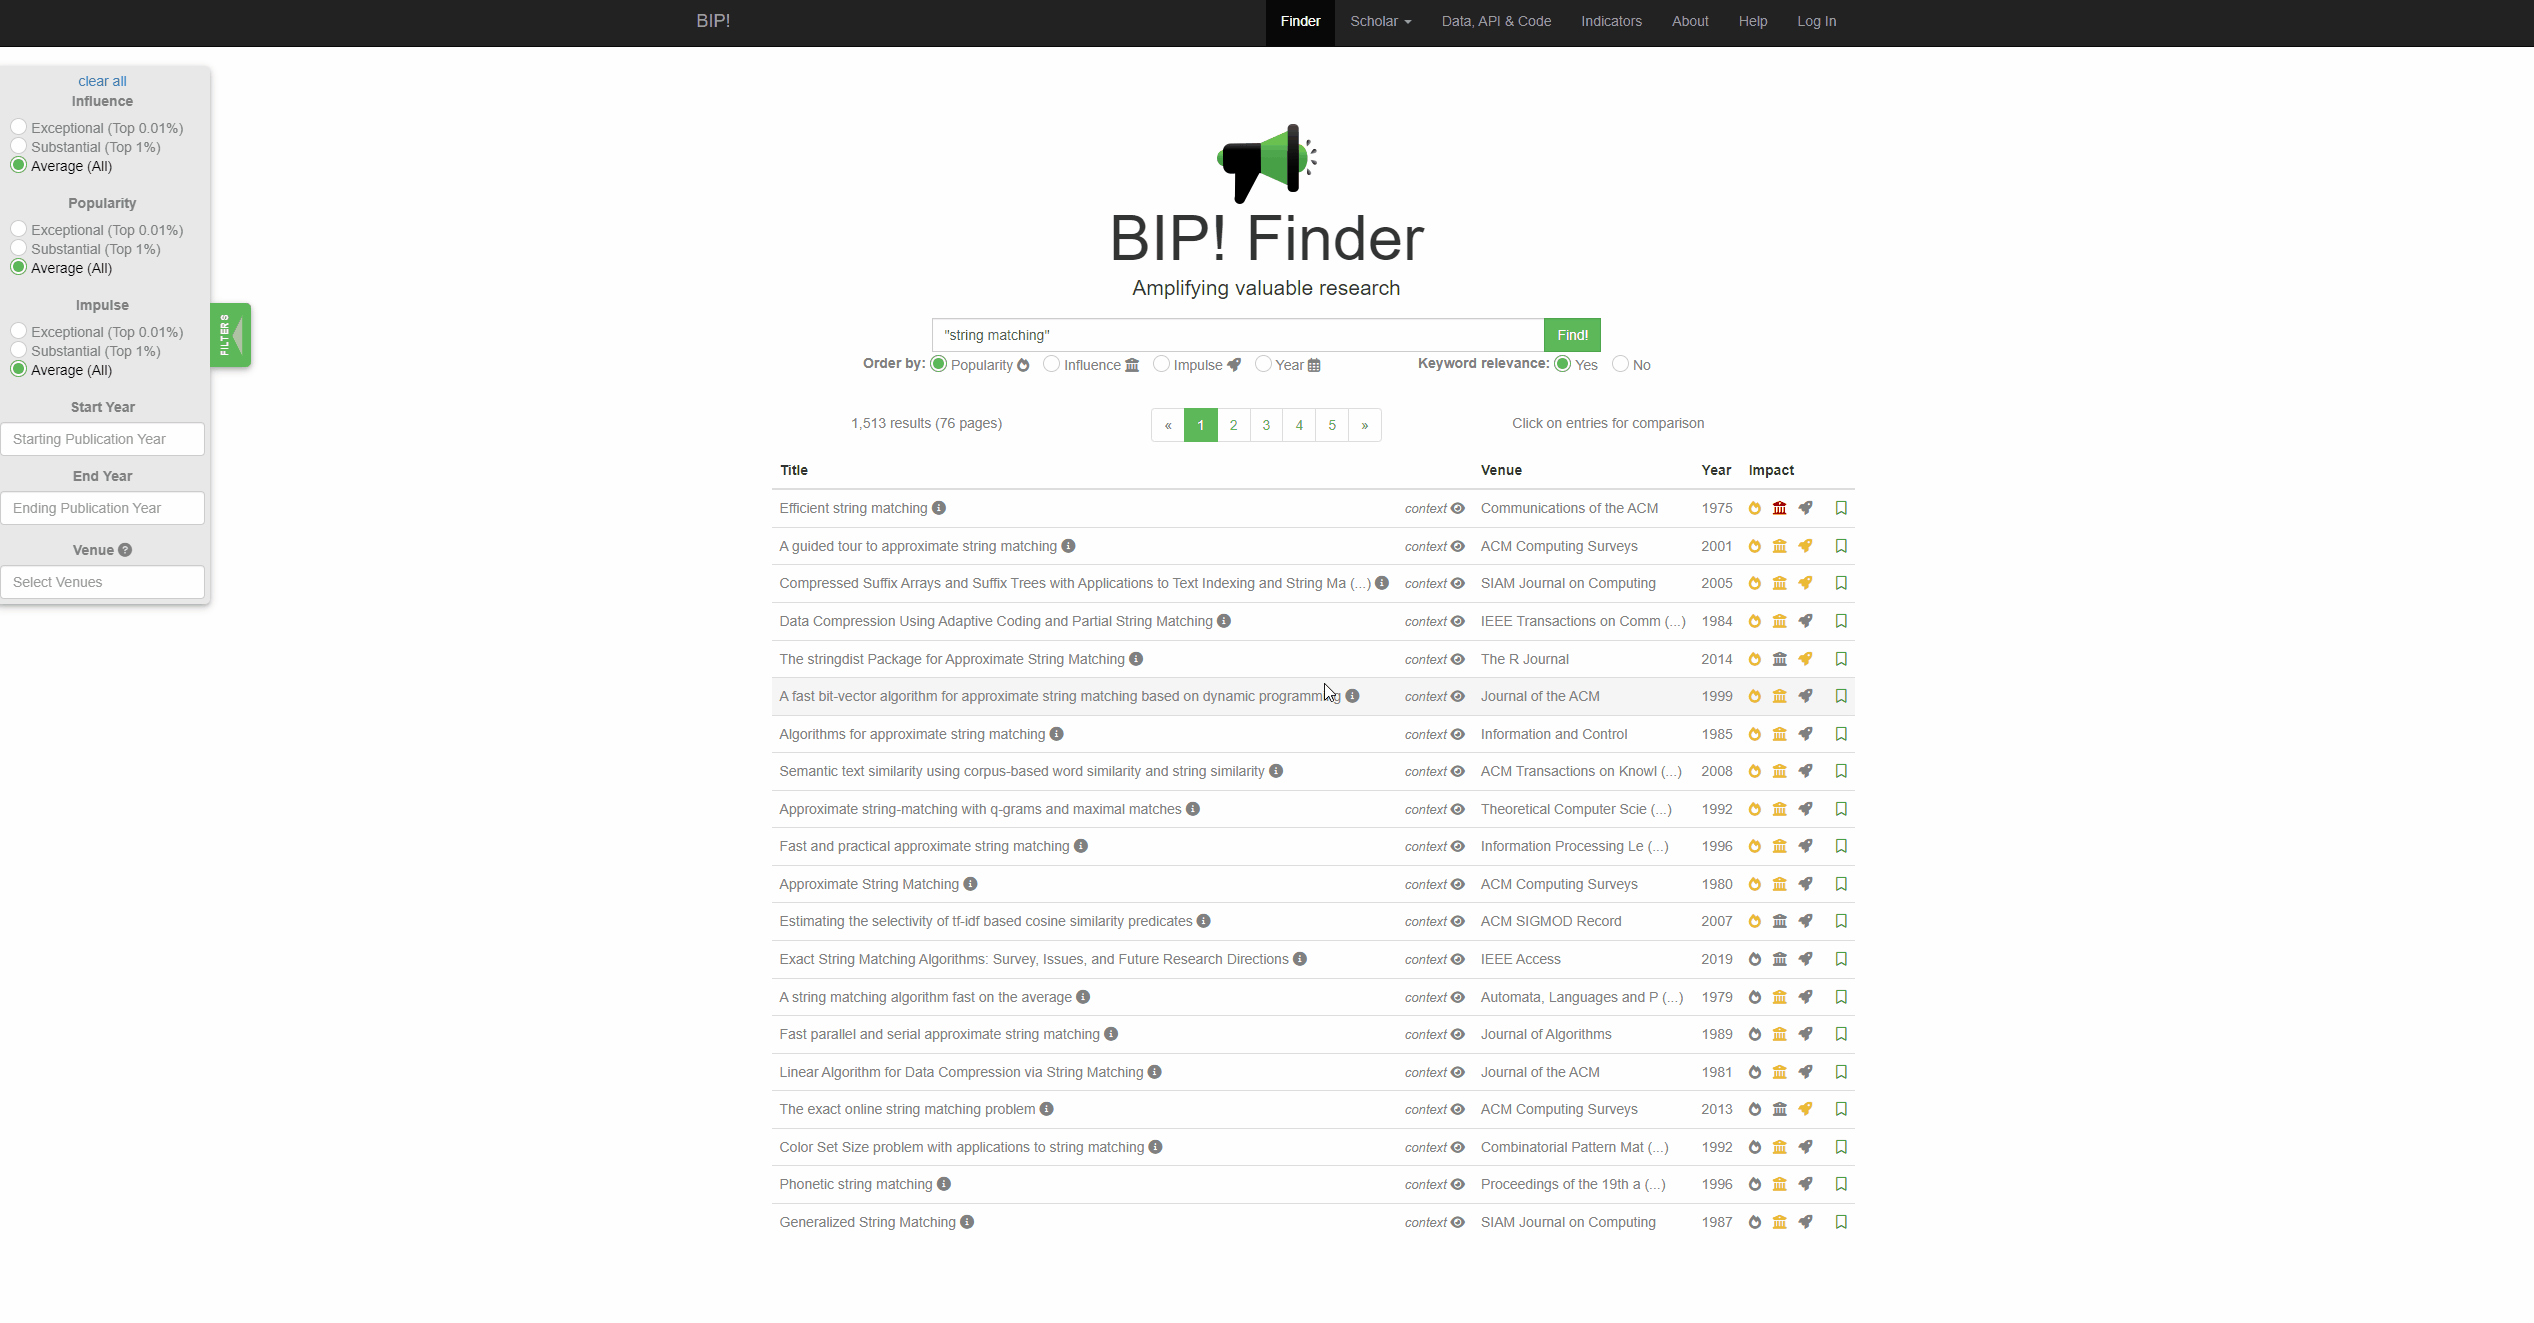 BIP!
Finder
Scholar
Data, API & Code
Indicators
About
Help
Log In
clear all
Influence
Exceptional (Top 0.01%)
Substantial (Top 1%)
Average (All)
Popularity
Exceptional (Top 0.01%)
Substantial (Top 1%)
Average (All)
Impulse
Exceptional (Top 0.01%)
Substantial (Top 1%)
Average (All)
Start Year
Starting Publication Year
End Year
Ending Publication Year
Venue
Select Venues
FILTERS
BIP! Finder
Amplifying valuable research
"string matching" Find!
Order by: Popularity Influence Impulse Year Keyword relevance: Yes No
1,513 results (76 pages) « 1 2 3 4 5 » Click on entries for comparison
Title Venue Year Impact
Efficient string matching context Communications of the ACM 1975
A guided tour to approximate string matching context ACM Computing Surveys 2001
Compressed Suffix Arrays and Suffix Trees with Applications to Text Indexing and String Ma (...) context SIAM Journal on Computing 2005
Data Compression Using Adaptive Coding and Partial String Matching context IEEE Transactions on Comm (...) 1984
The stringdist Package for Approximate String Matching context The R Journal 2014
A fast bit-vector algorithm for approximate string matching based on dynamic programming context Journal of the ACM 1999
Algorithms for approximate string matching context Information and Control 1985
Semantic text similarity using corpus-based word similarity and string similarity context ACM Transactions on Knowl (...) 2008
Approximate string-matching with q-grams and maximal matches context Theoretical Computer Scie (...) 1992
Fast and practical approximate string matching context Information Processing Le (...) 1996
Approximate String Matching context ACM Computing Surveys 1980
Estimating the selectivity of tf-idf based cosine similarity predicates context ACM SIGMOD Record 2007
Exact String Matching Algorithms: Survey, Issues, and Future Research Directions context IEEE Access 2019
A string matching algorithm fast on the average context Automata, Languages and P (...) 1979
Fast parallel and serial approximate string matching context Journal of Algorithms 1989
Linear Algorithm for Data Compression via String Matching context Journal of the ACM 1981
The exact online string matching problem context ACM Computing Surveys 2013
Color Set Size problem with applications to string matching context Combinatorial Pattern Mat (...) 1992
Phonetic string matching context Proceedings of the 19th a (...) 1996
Generalized String Matching context SIAM Journal on Computing 1987